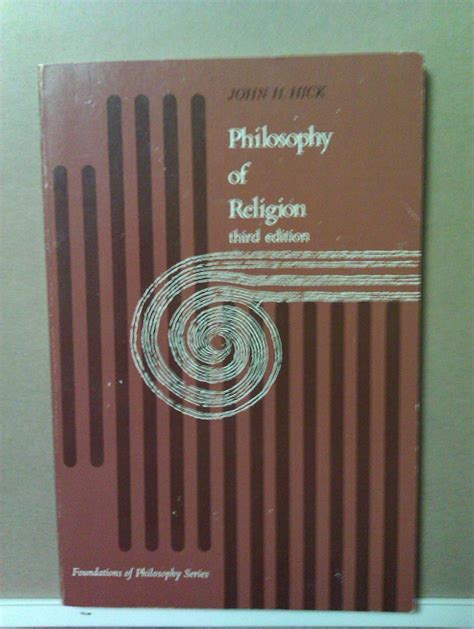 JOHN H. HICK
Philosophy
of
Religion
third edition
Foundations of Philosophy Series